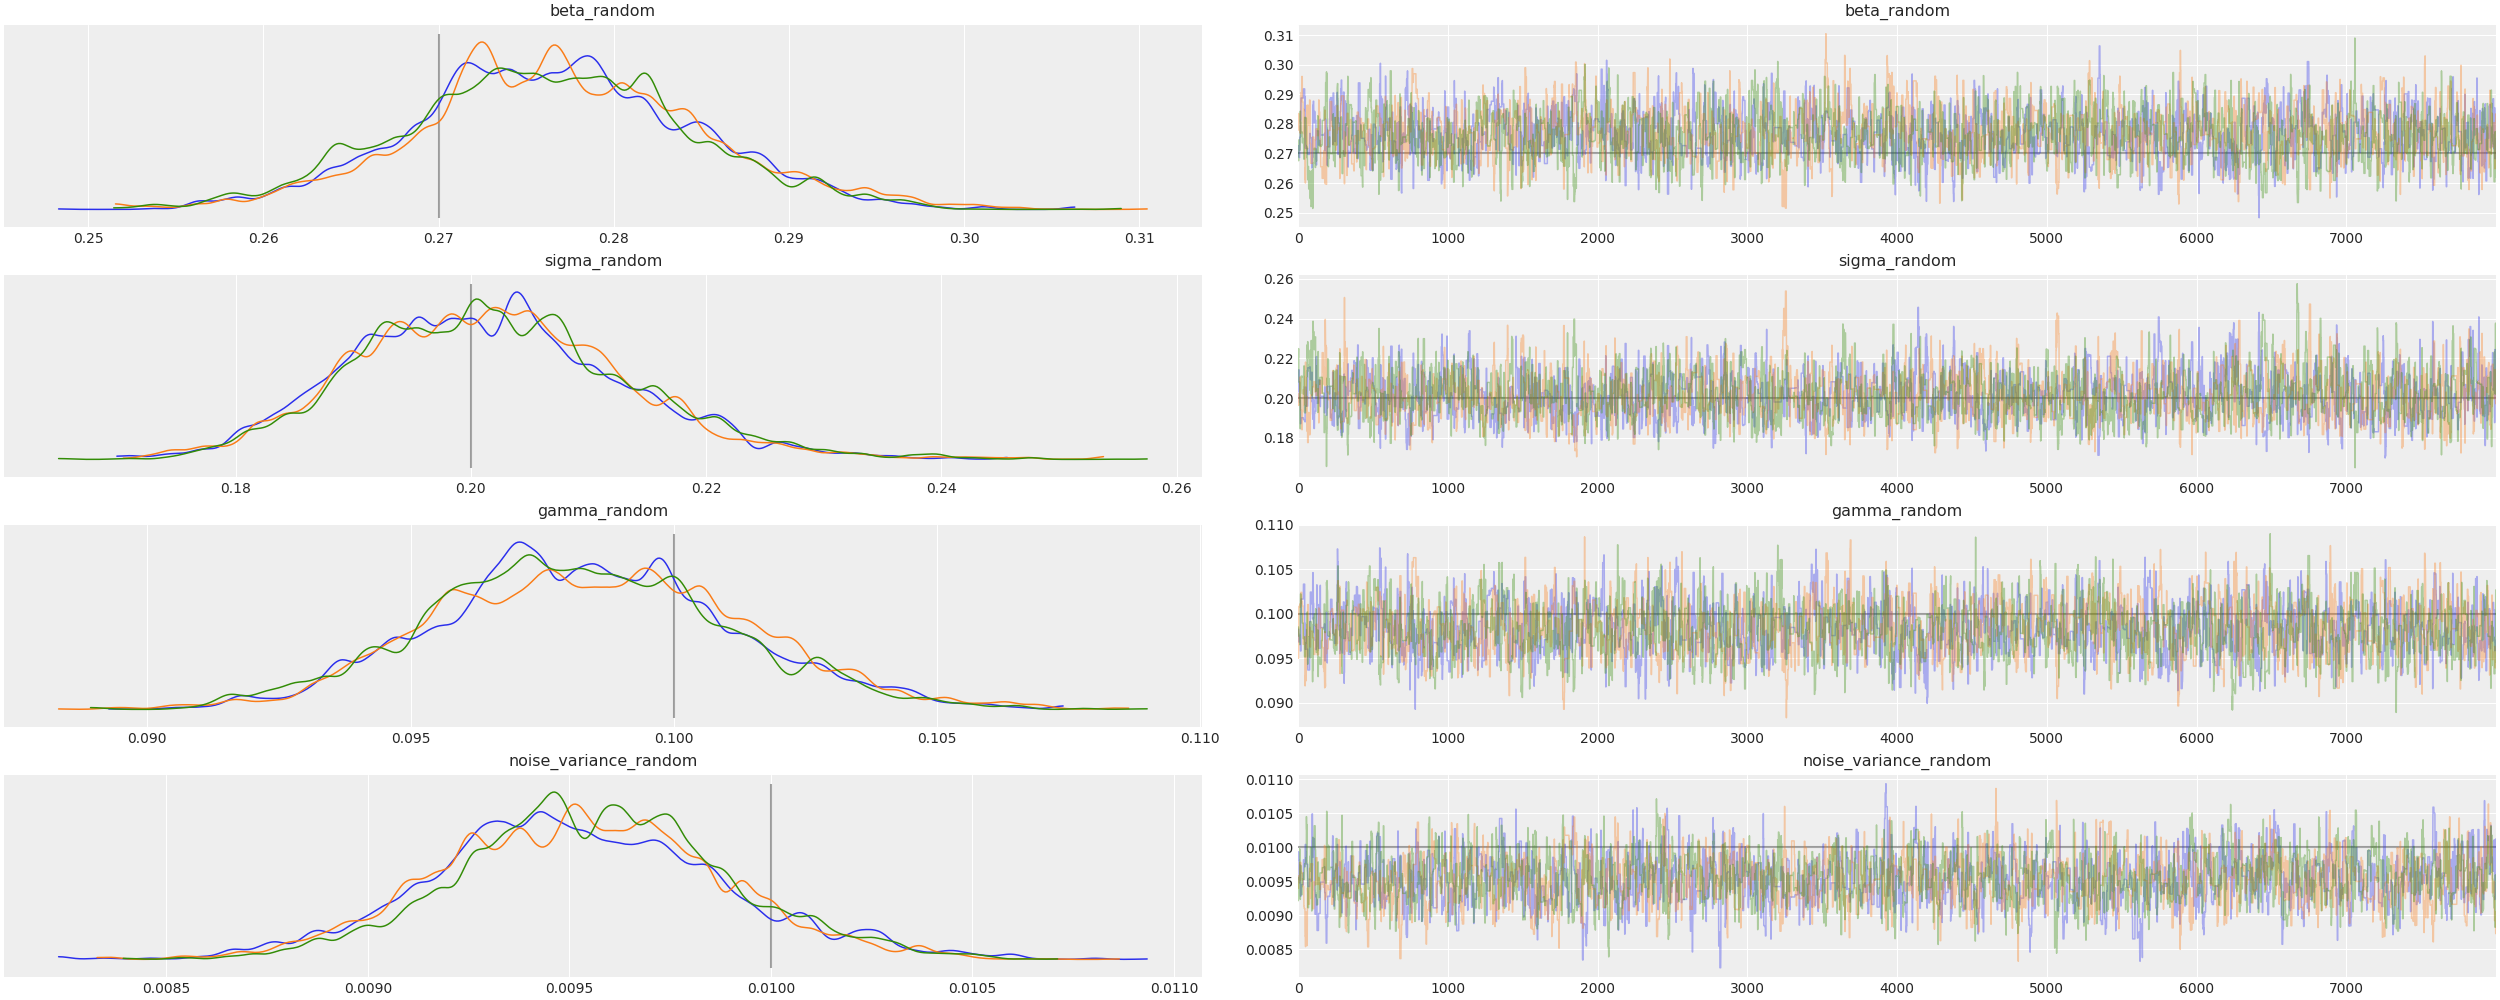 beta_random beta_random
0.31
0.30
0.29
0.28
0.27
0.26
0.25
0.25 0.26 0.27 0.28 0.29 0.30 0.31 0 1000 2000 3000 4000 5000 6000 7000
sigma_random sigma_random
0.26
0.24
0.22
0.20
0.18
0.18 0.20 0.22 0.24 0.26 0 1000 2000 3000 4000 5000 6000 7000
gamma_random gamma_random
0.110
0.105
0.100
0.095
0.090
0.090 0.095 0.100 0.105 0.110 0 1000 2000 3000 4000 5000 6000 7000
noise_variance_random noise_variance_random
0.0110
0.0105
0.0100
0.0095
0.0090
0.0085
0.0085 0.0090 0.0095 0.0100 0.0105 0.0110 0 1000 2000 3000 4000 5000 6000 7000